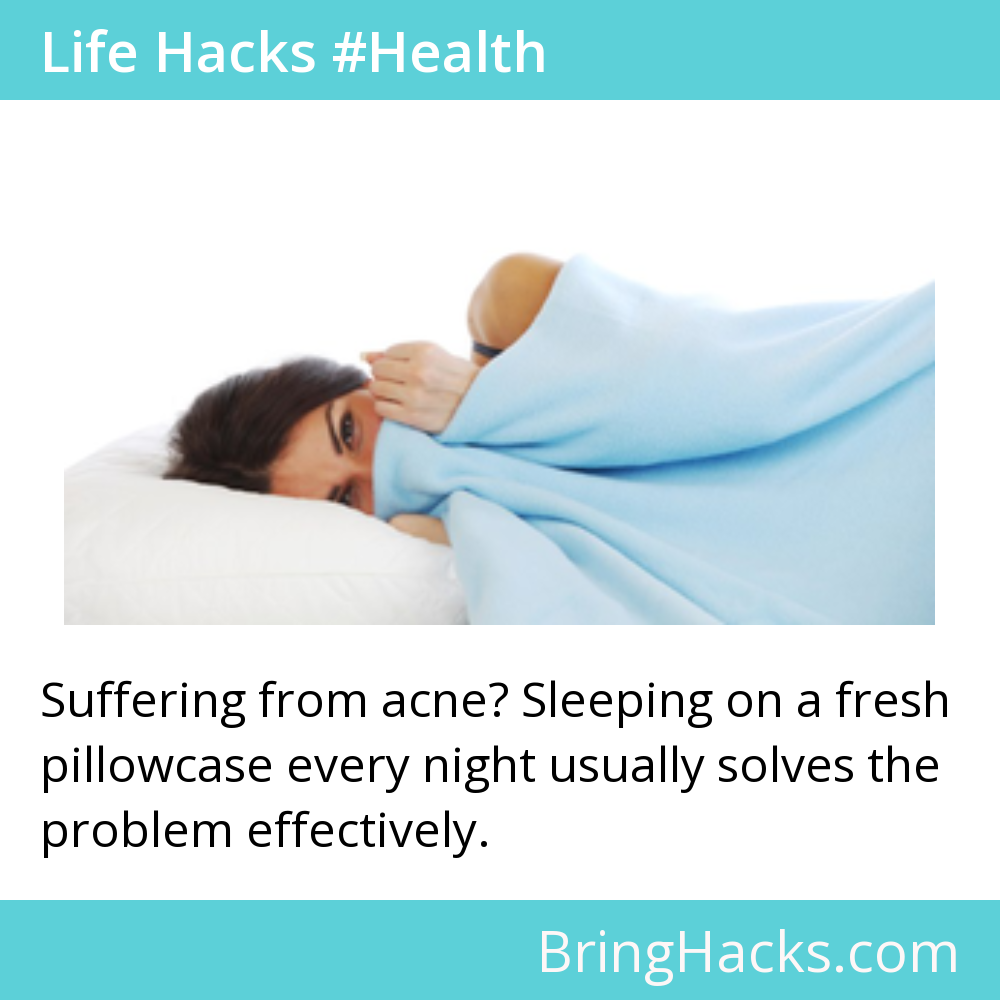 Life Hacks #Health
Suffering from acne? Sleeping on a fresh
pillowcase every night usually solves the
problem effectively.
BringHacks.com